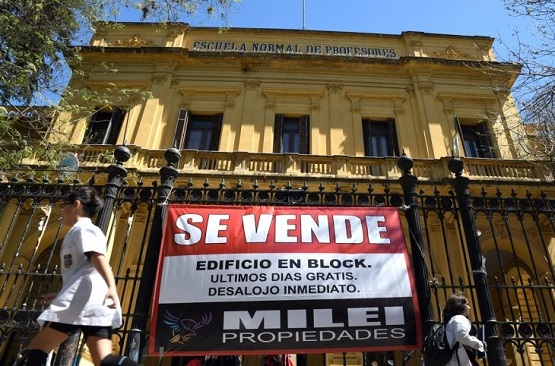 ESCUELA NORMAL DE PROFESORES
SE VENDE
EDIFICIO EN BLOCK.
ULTIMOS DIAS GRATIS.
DESALOJO INMEDIATO.
MILEI
PROPIEDADES